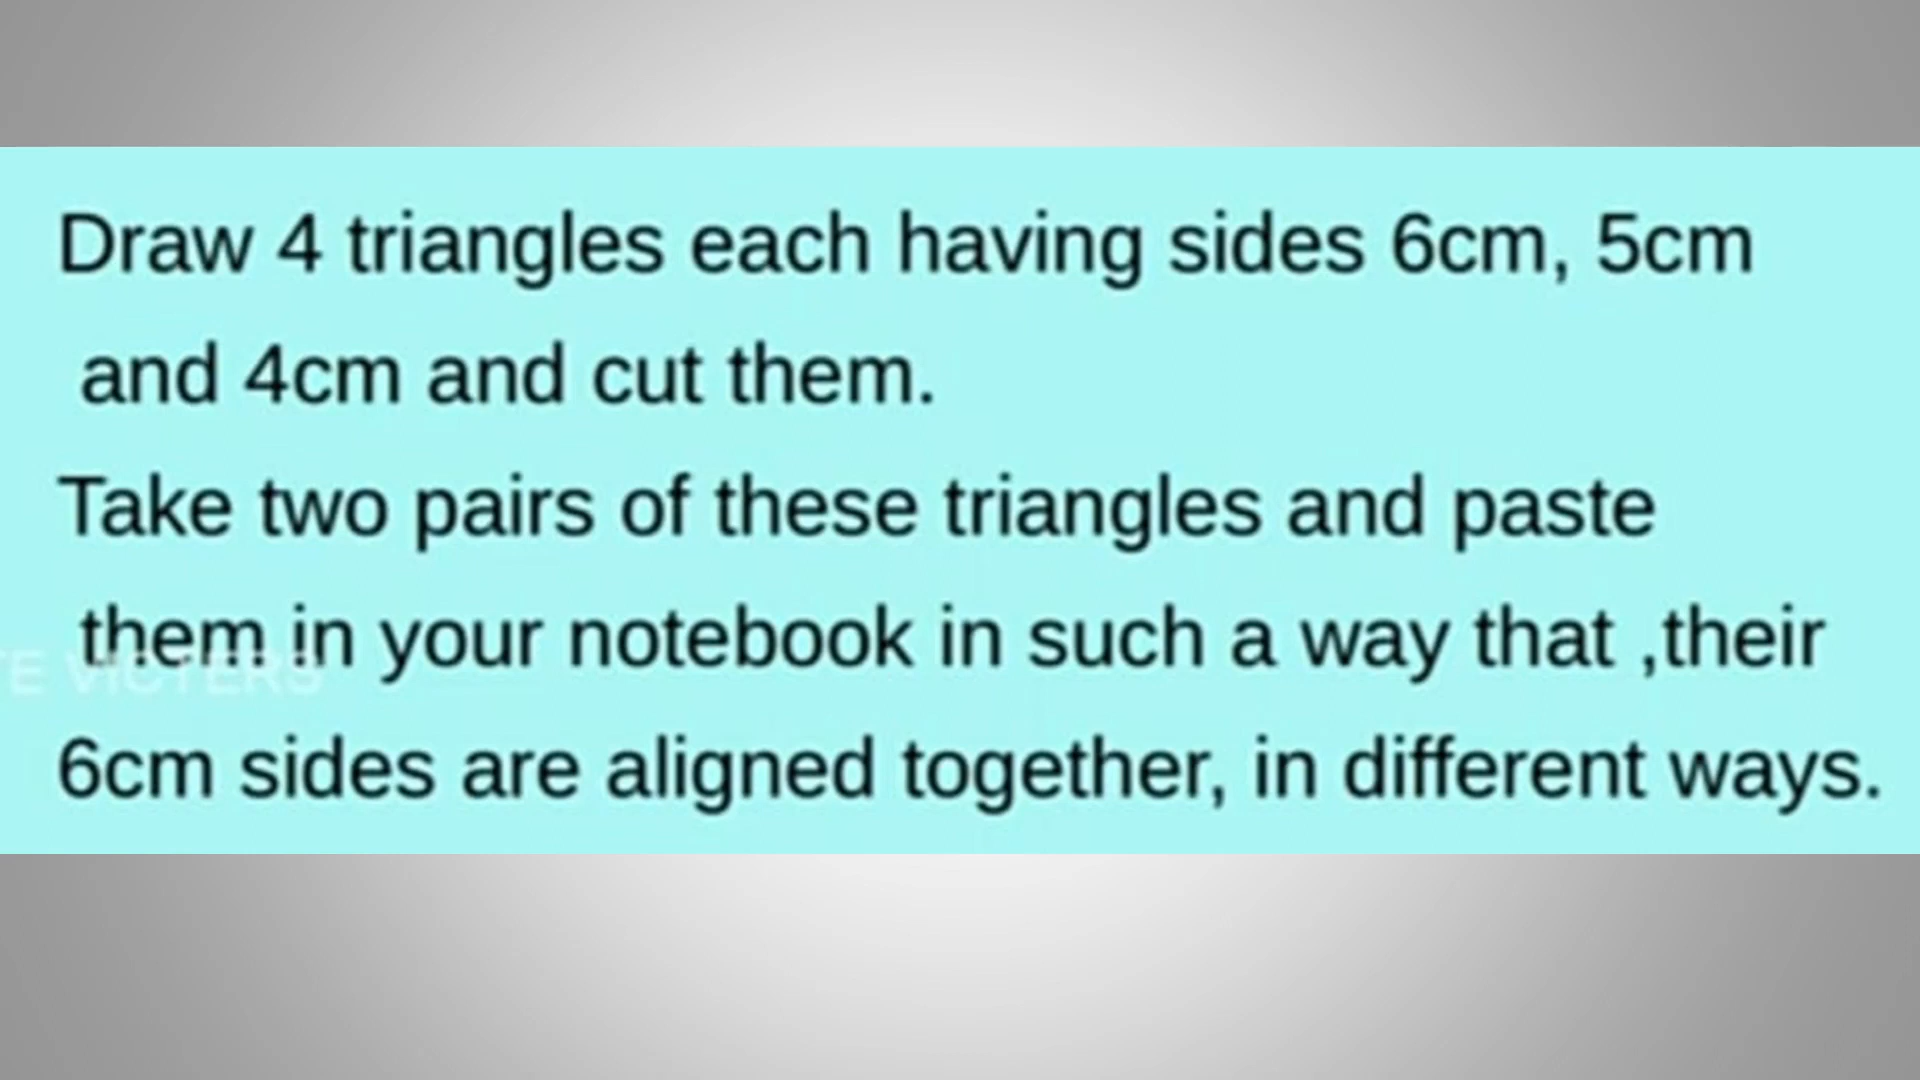 Draw 4 triangles each having sides 6cm, 5cm
and 4cm and cut them.
Take two pairs of these triangles and paste
them in your notebook in such a way that ,their
TE VICTERS
6cm sides are aligned together, in different ways.